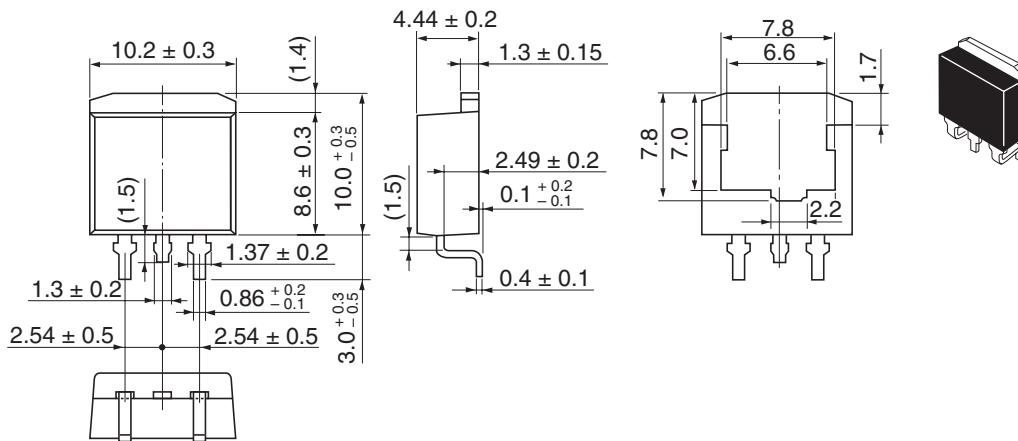 10.2 ± 0.3
(1.4)
8.6 ± 0.3
10.0 + 0.3 − 0.5
(1.5)
1.37 ± 0.2
1.3 ± 0.2
0.86 + 0.2 − 0.1
3.0 + 0.3 − 0.5
2.54 ± 0.5
2.54 ± 0.5
4.44 ± 0.2
1.3 ± 0.15
2.49 ± 0.2
(1.5)
0.1 + 0.2 − 0.1
0.4 ± 0.1
7.8
6.6
1.7
7.8
7.0
2.2